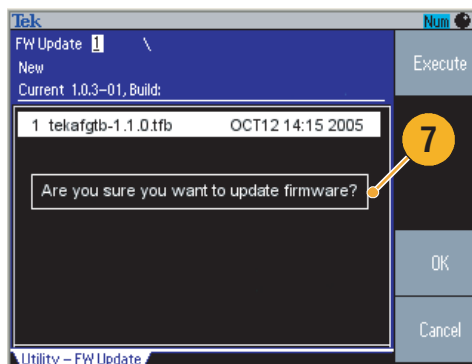 Tek Num
FW Update 1 \
New
Execute
Current 1.0.3-01, Build:
1 tekafgtb-1.1.0.tfb OCT12 14:15 2005
7
Are you sure you want to update firmware?
OK
Cancel
Utility - FW Update